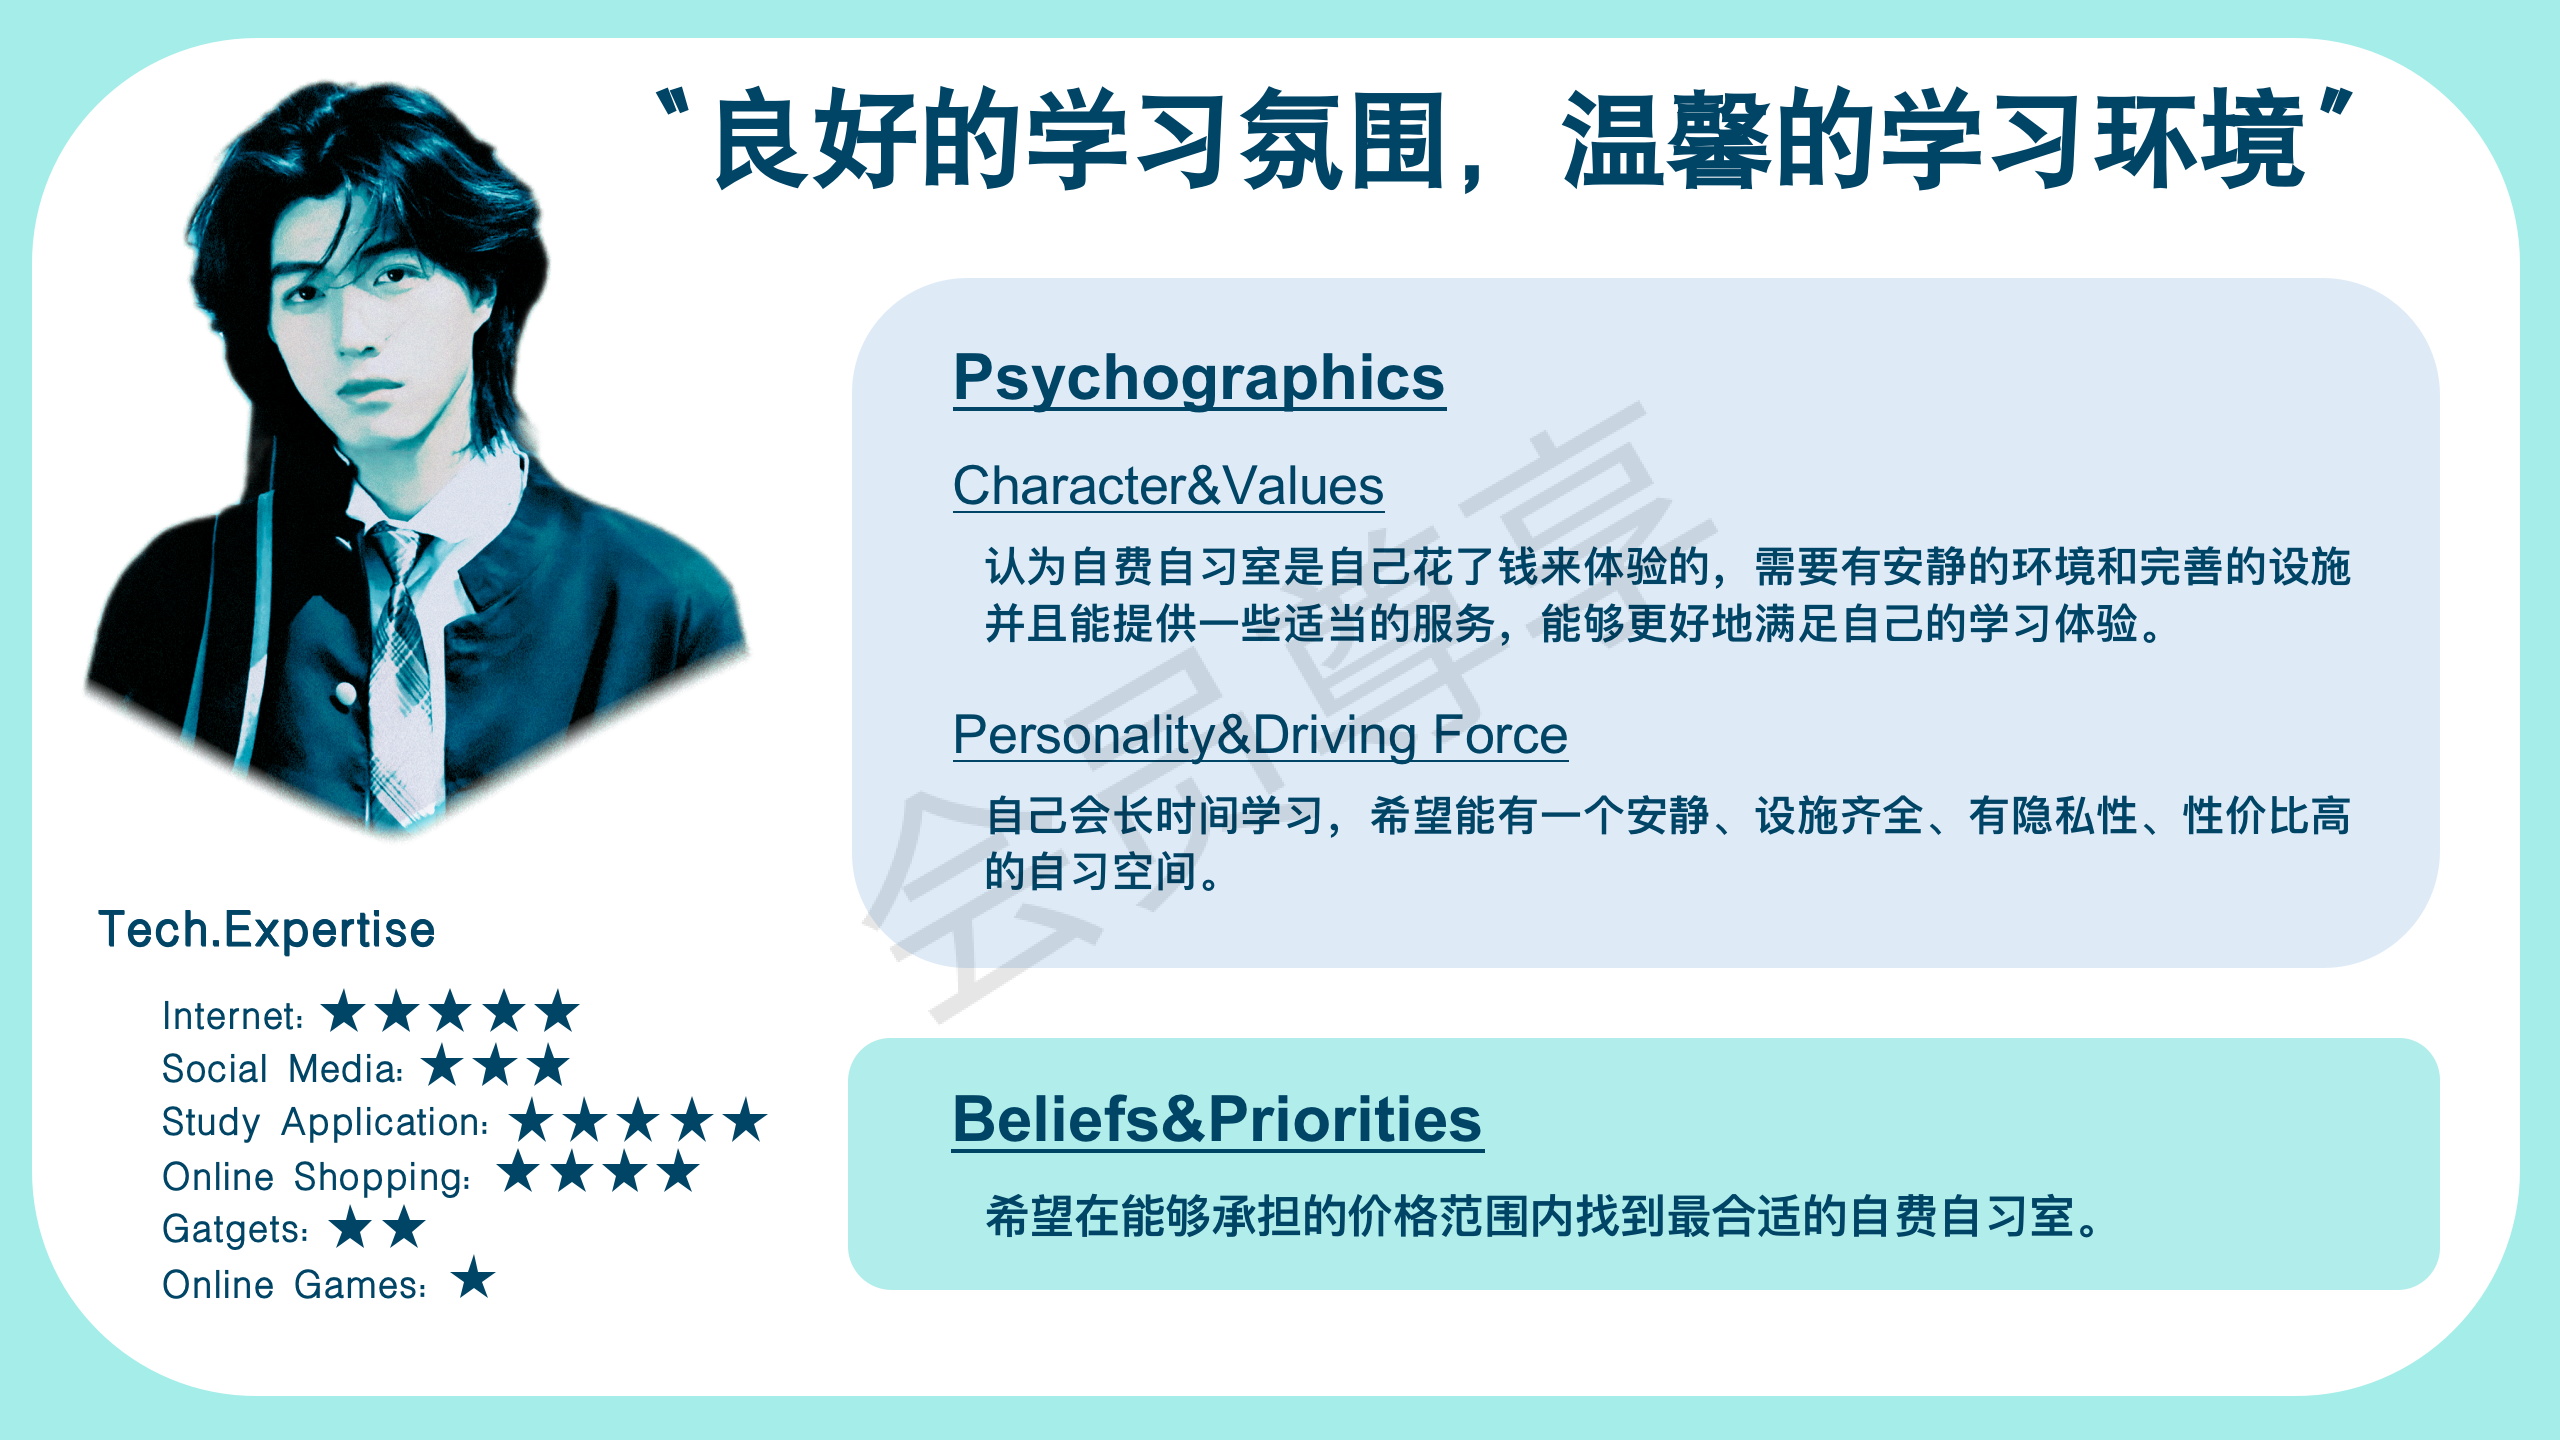 “良好的学习氛围，温馨的学习环境”
Psychographics
Character&Values
认为自费自习室是自己花了钱来体验的，需要有安静的环境和完善的设施
并且能提供一些适当的服务，能够更好地满足自己的学习体验。
Personality&Driving Force
自己会长时间学习，希望能有一个安静、设施齐全、有隐私性、性价比高
的自习空间。
会员尊享
Tech.Expertise
Internet: ★★★★★
Social Media: ★★★
Study Application: ★★★★★
Online Shopping: ★★★★
Gatgets: ★★
Online Games: ★
Beliefs&Priorities
希望在能够承担的价格范围内找到最合适的自费自习室。